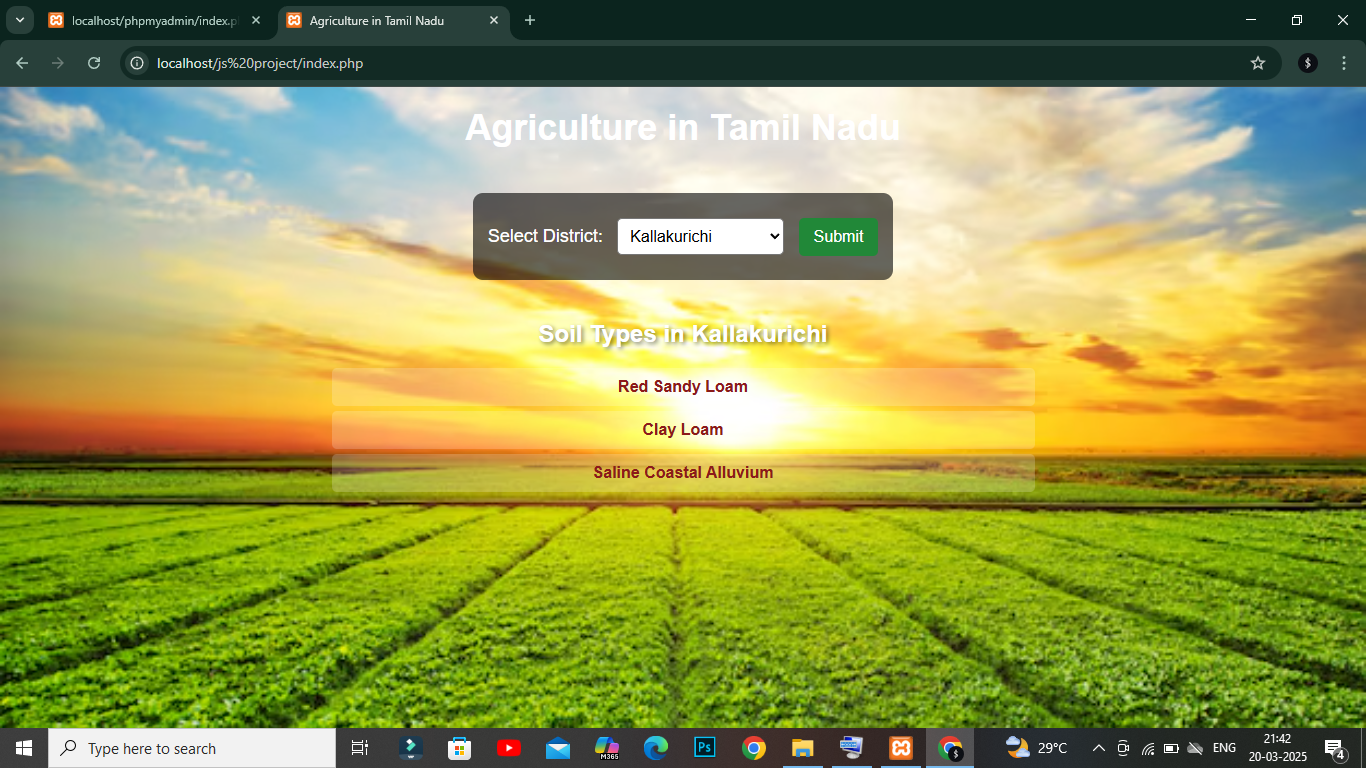 localhost/phpmyadmin/index.p
Agriculture in Tamil Nadu
localhost/js%20project/index.php
$
Agriculture in Tamil Nadu
Select District:
Kallakurichi
Submit
Soil Types in Kallakurichi
Red Sandy Loam
Clay Loam
Saline Coastal Alluvium
Type here to search
M365
Ps
$
29°C
ENG
21:42
20-03-2025
4